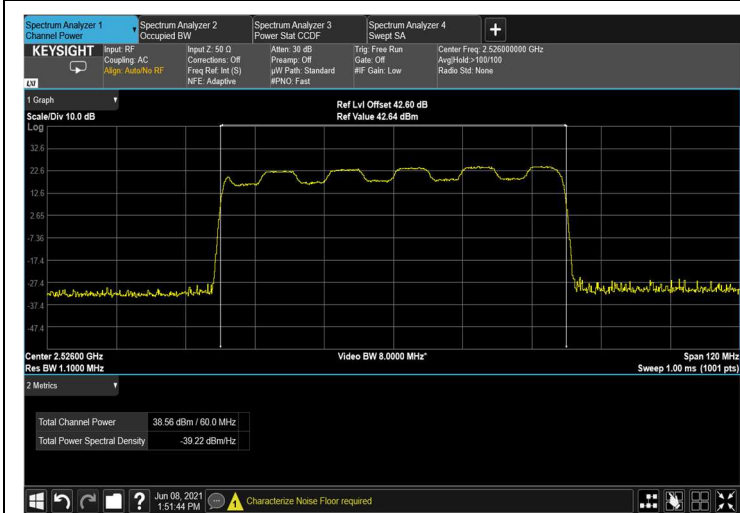 Spectrum Analyzer 1
Channel Power
Spectrum Analyzer 2
Occupied BW
Spectrum Analyzer 3
Power Stat CCDF
Spectrum Analyzer 4
Swept SA
KEYSIGHT
Input: RF
Coupling: AC
Align: Auto/No RF
Input Z: 50 Ω
Corrections: Off
Freq Ref: Int (S)
NFE: Adaptive
Atten: 30 dB
Preamp: Off
µW Path: Standard
#PNO: Fast
Trig: Free Run
Gate: Off
#IF Gain: Low
Center Freq: 2.526000000 GHz
Avg|Hold:>100/100
Radio Std: None
LXI
1 Graph
Scale/Div 10.0 dB
Ref Lvl Offset 42.60 dB
Ref Value 42.64 dBm
Log
32.6
22.6
12.6
2.65
-7.36
-17.4
-27.4
-37.4
-47.4
Center 2.52600 GHz
Res BW 1.1000 MHz
Video BW 8.0000 MHz*
Span 120 MHz
Sweep 1.00 ms (1001 pts)
2 Metrics
Total Channel Power 38.56 dBm / 60.0 MHz
Total Power Spectral Density -39.22 dBm/Hz
Jun 08, 2021
1:51:44 PM
Characterize Noise Floor required